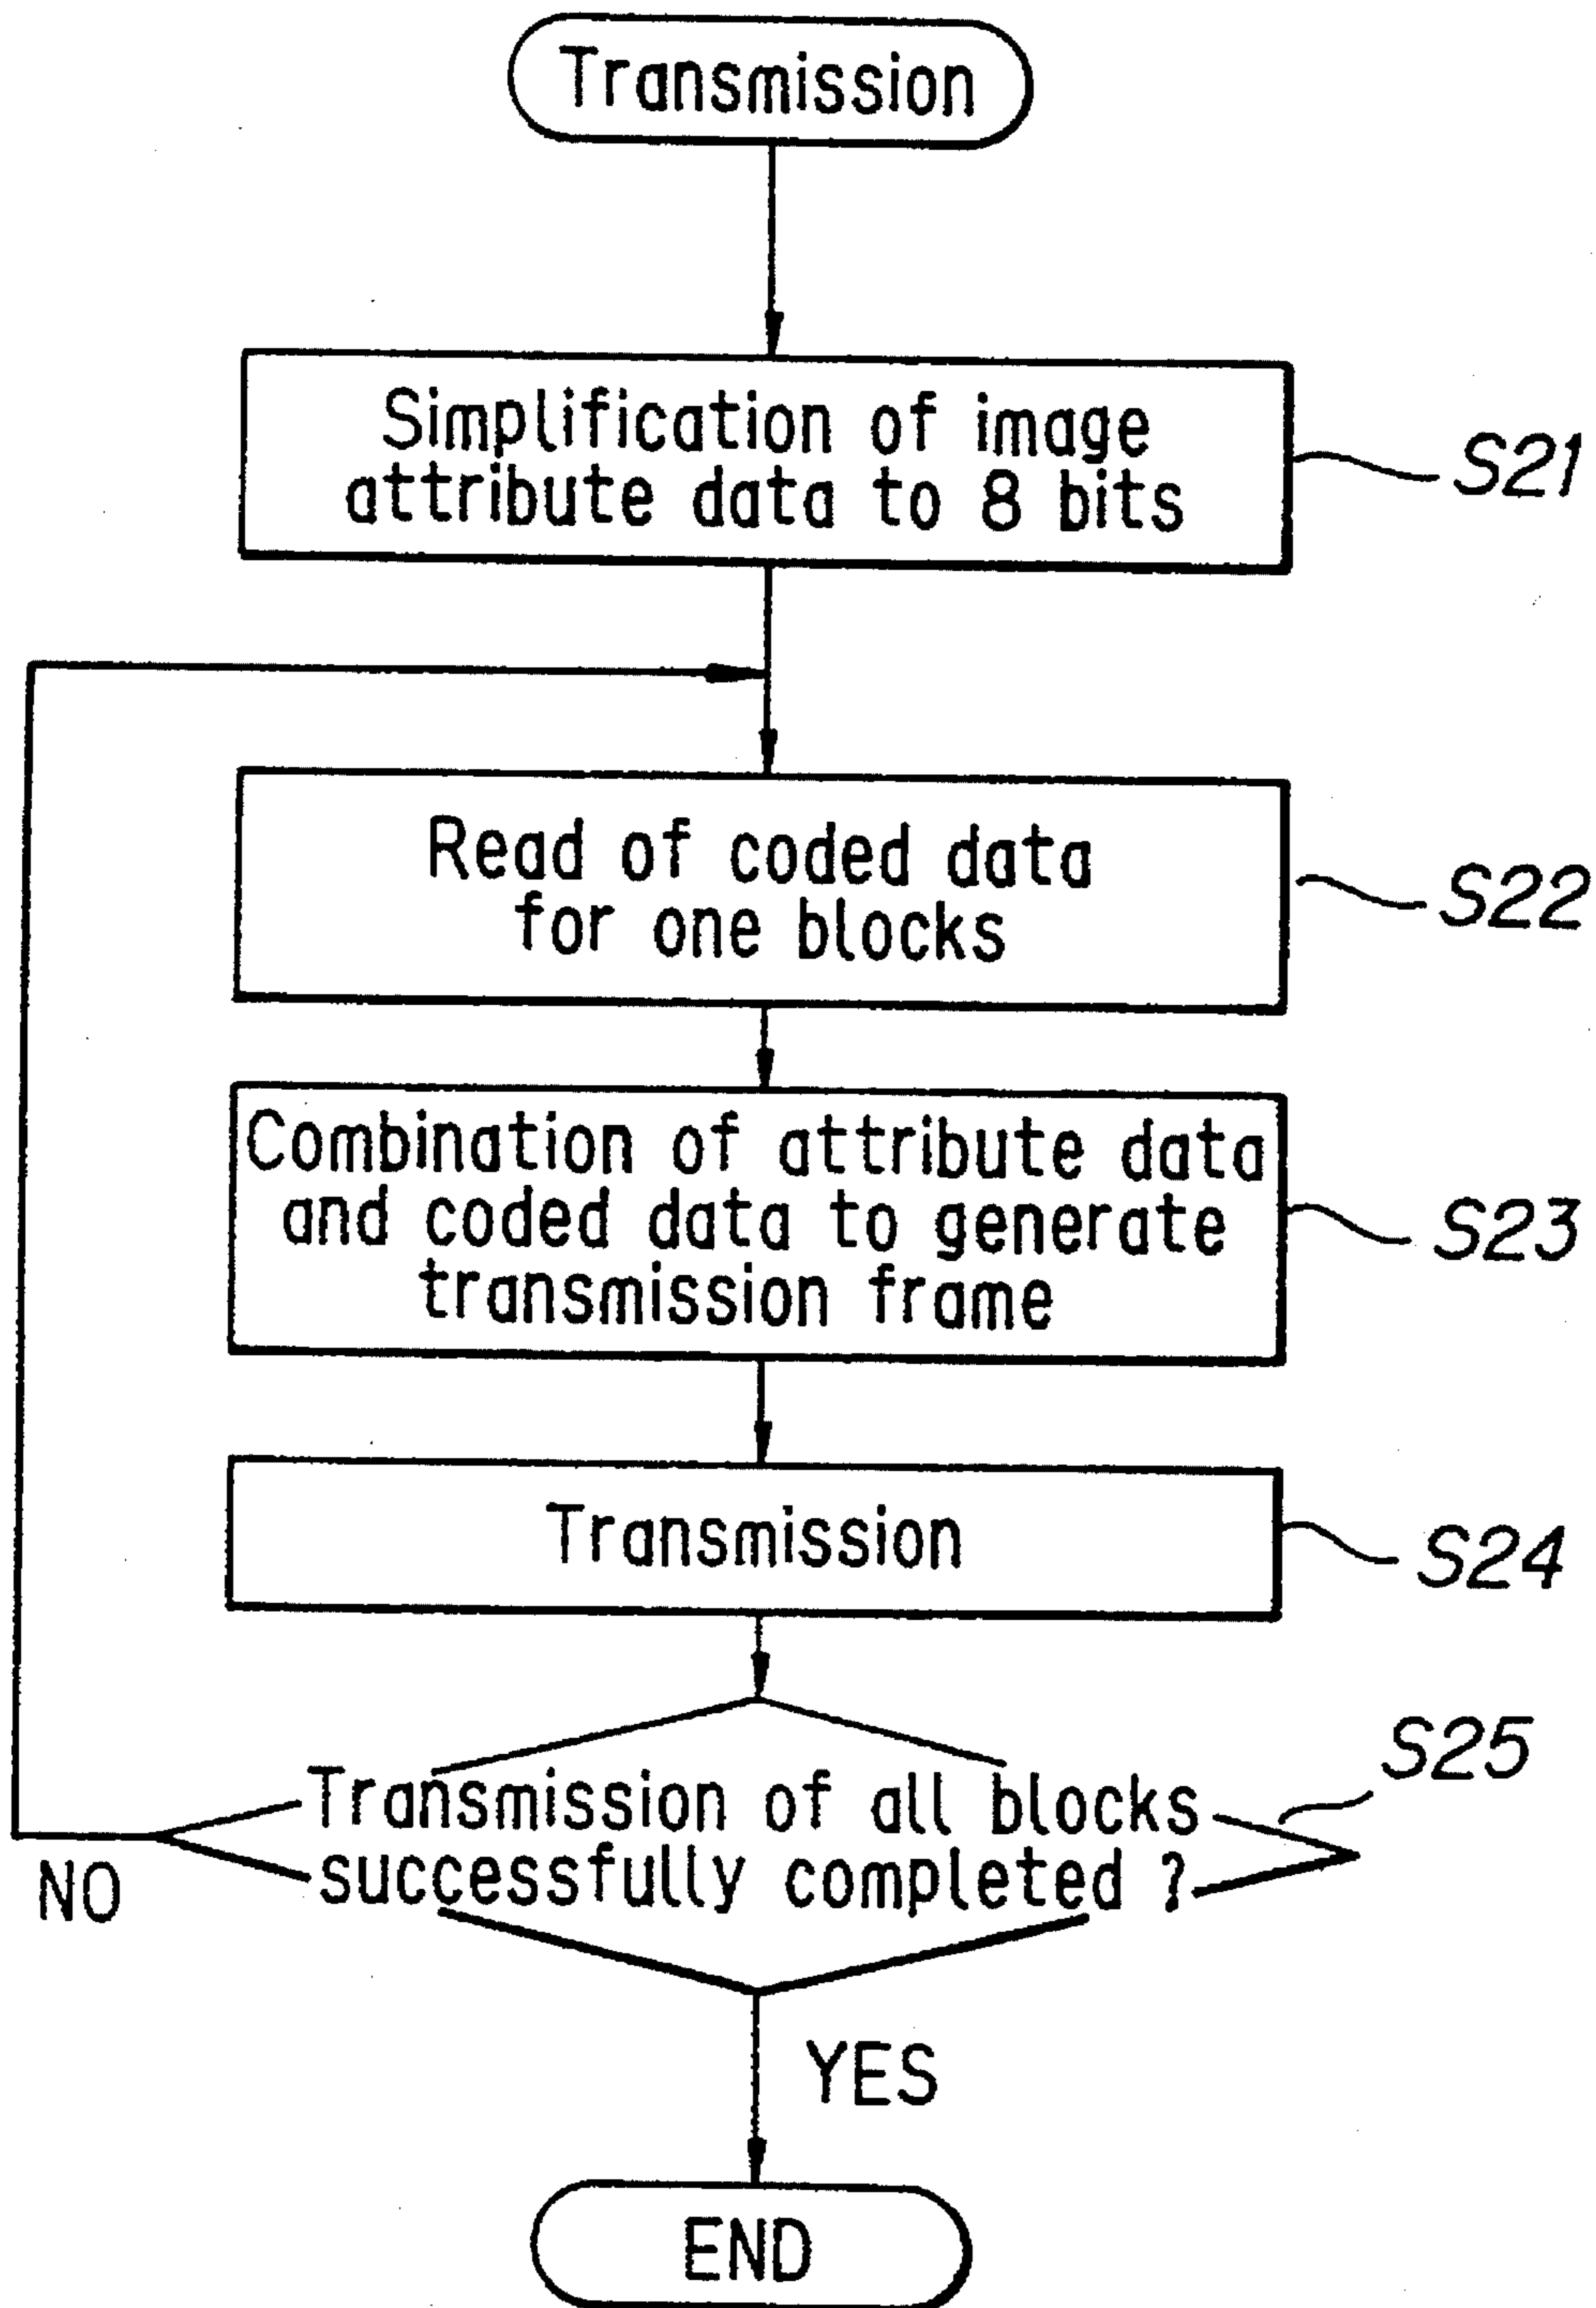 Transmission
Simplification of image
attribute data to 8 bits
S21
Read of coded data
for one blocks
S22
Combination of attribute data
and coded data to generate
transmission frame
S23
Transmission
S24
Transmission of all blocks
successfully completed ?
S25
NO
YES
END